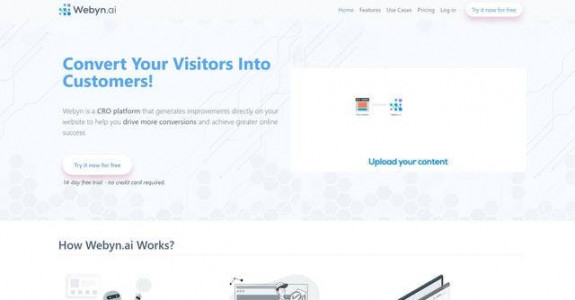 Webyn.ai
Home Features Use Cases Pricing Log in Try it now for free
Convert Your Visitors Into
Customers!
Webyn is a CRO platform that generates improvements directly on your
website to help you drive more conversions and achieve greater online
success
Try it now for free
14-day free trial - no credit card required.
Upload your content
How Webyn.ai Works?